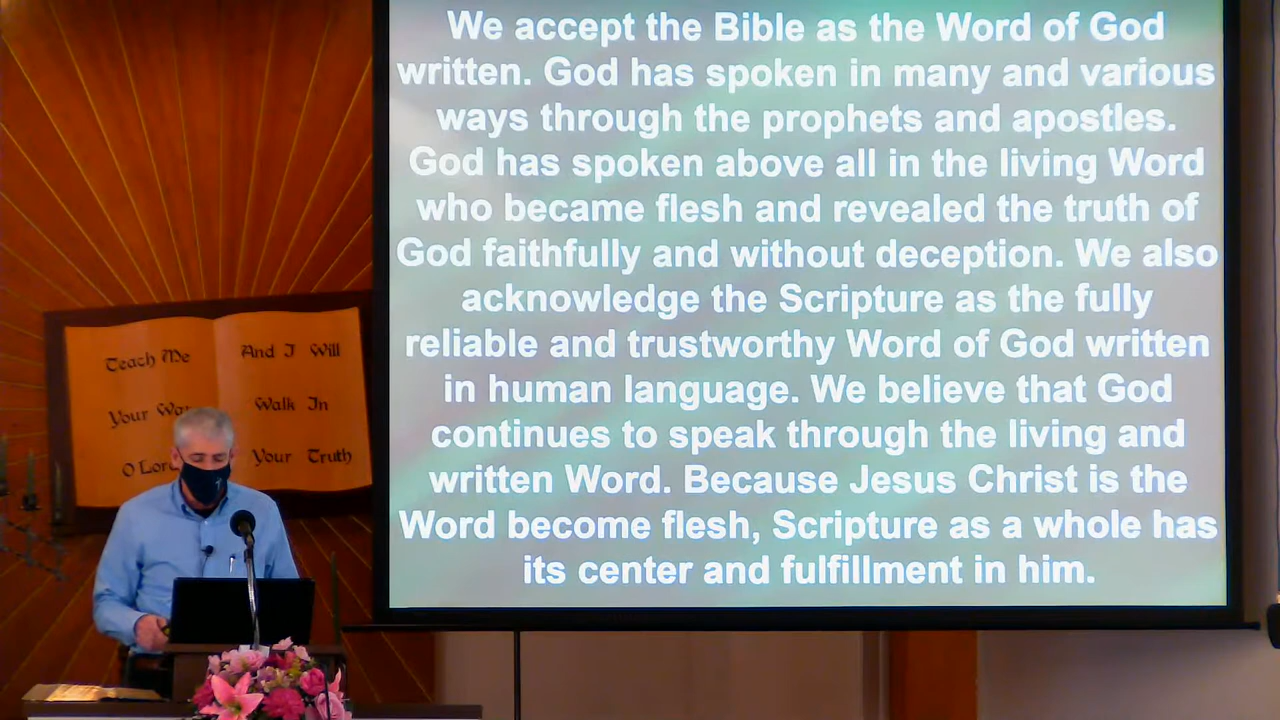 We accept the Bible as the Word of God
written. God has spoken in many and various
ways through the prophets and apostles.
God has spoken above all in the living Word
who became flesh and revealed the truth of
God faithfully and without deception. We also
acknowledge the Scripture as the fully
reliable and trustworthy Word of God written
in human language. We believe that God
continues to speak through the living and
written Word. Because Jesus Christ is the
Word become flesh, Scripture as a whole has
its center and fulfillment in him.
Teach Me
Your Way
O Lord
And I Will
Walk In
Your Truth